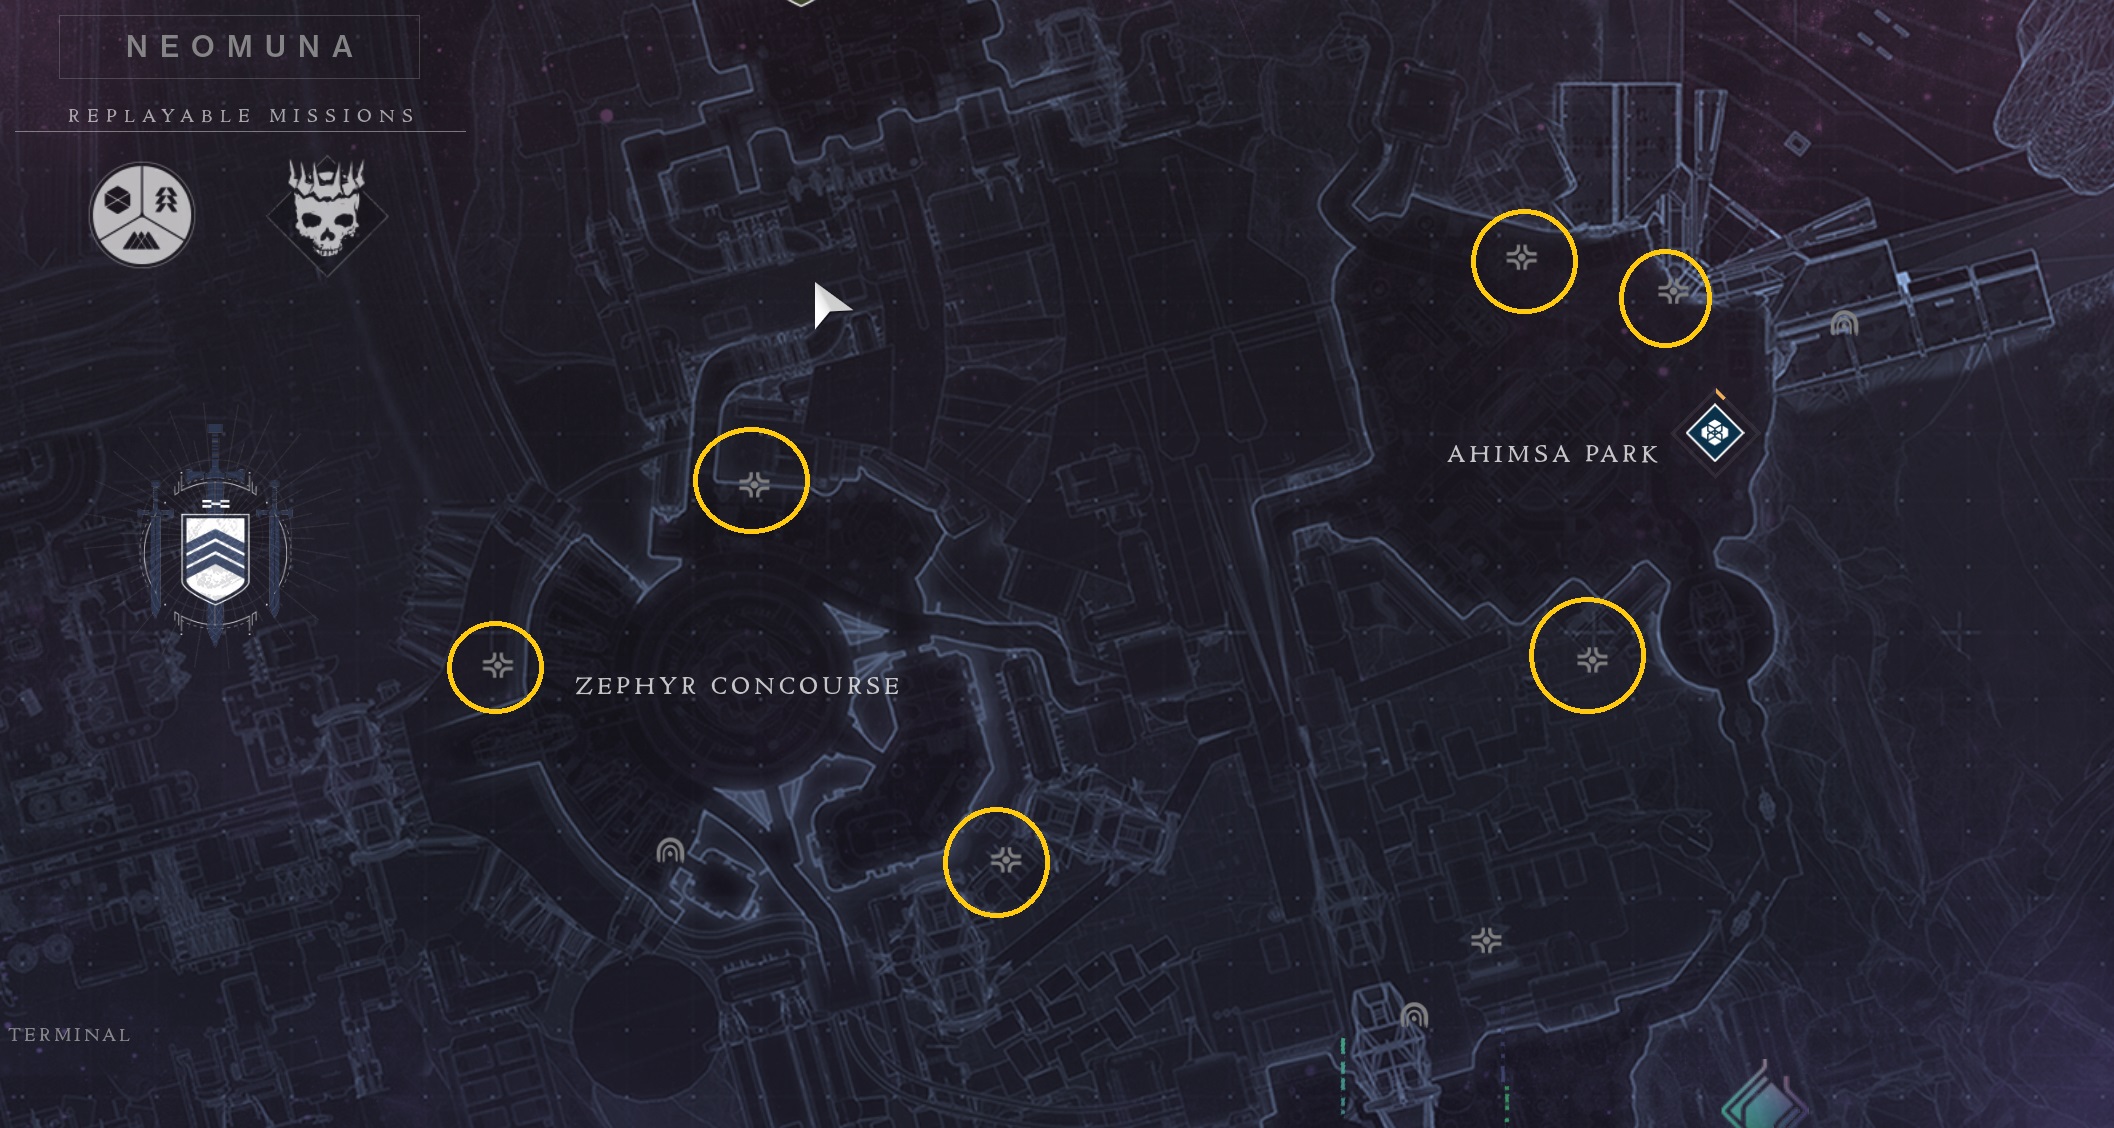 NEOMUNA
REPLAYABLE MISSIONS
AHIMSA PARK
ZEPHYR CONCOURSE
TERMINAL